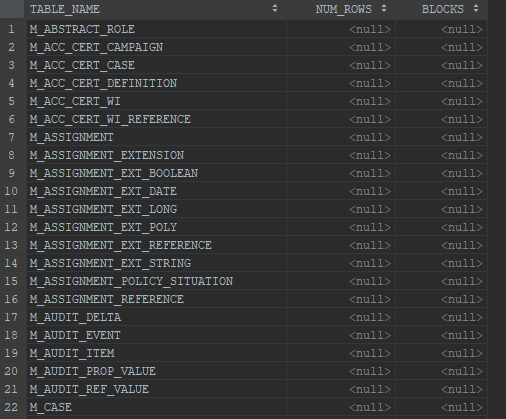 TABLE_NAME NUM_ROWS BLOCKS
1 M_ABSTRACT_ROLE <null> <null>
2 M_ACC_CERT_CAMPAIGN <null> <null>
3 M_ACC_CERT_CASE <null> <null>
4 M_ACC_CERT_DEFINITION <null> <null>
5 M_ACC_CERT_WI <null> <null>
6 M_ACC_CERT_WI_REFERENCE <null> <null>
7 M_ASSIGNMENT <null> <null>
8 M_ASSIGNMENT_EXTENSION <null> <null>
9 M_ASSIGNMENT_EXT_BOOLEAN <null> <null>
10 M_ASSIGNMENT_EXT_DATE <null> <null>
11 M_ASSIGNMENT_EXT_LONG <null> <null>
12 M_ASSIGNMENT_EXT_POLY <null> <null>
13 M_ASSIGNMENT_EXT_REFERENCE <null> <null>
14 M_ASSIGNMENT_EXT_STRING <null> <null>
15 M_ASSIGNMENT_POLICY_SITUATION <null> <null>
16 M_ASSIGNMENT_REFERENCE <null> <null>
17 M_AUDIT_DELTA <null> <null>
18 M_AUDIT_EVENT <null> <null>
19 M_AUDIT_ITEM <null> <null>
20 M_AUDIT_PROP_VALUE <null> <null>
21 M_AUDIT_REF_VALUE <null> <null>
22 M_CASE <null> <null>